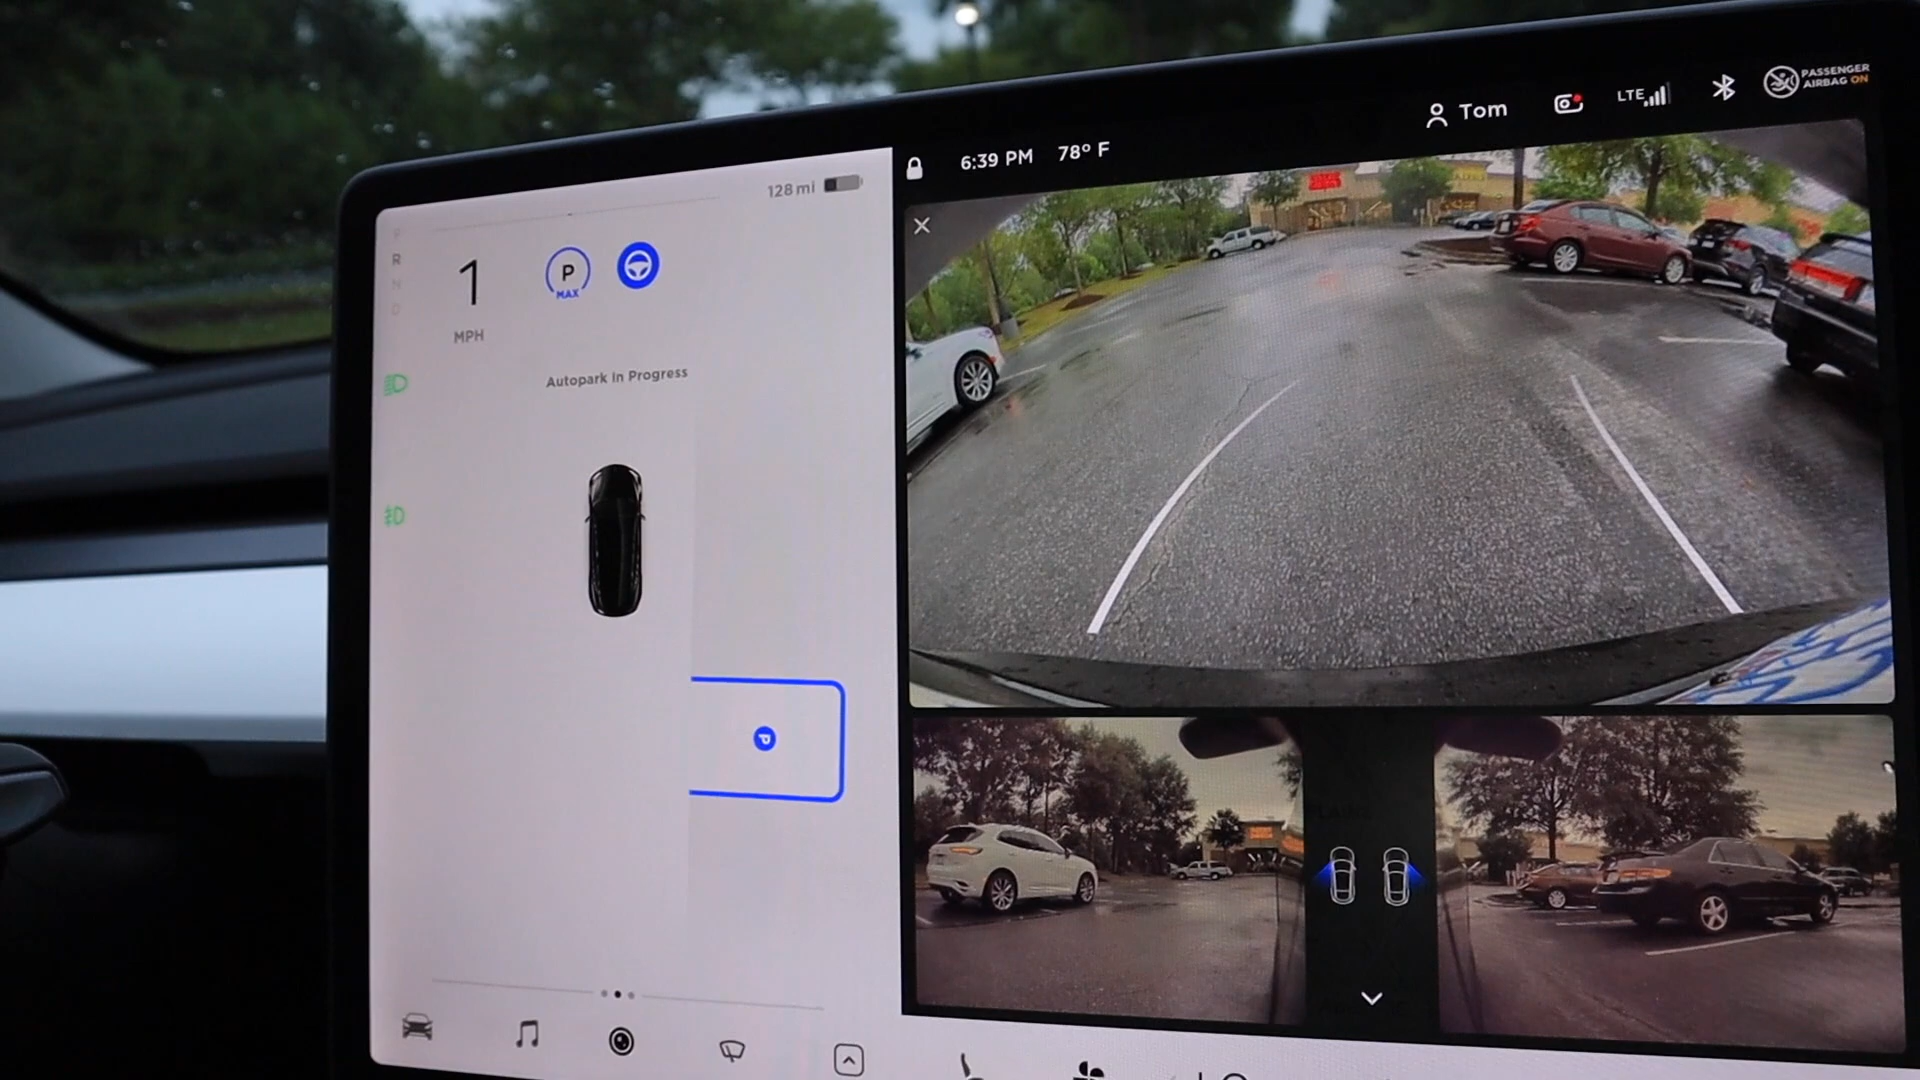 Tom
LTE
PASSENGER
AIRBAG ON
6:39 PM 78° F
128 mi
P
R
N
D
1
MPH
P
MAX
Autopark In Progress
P